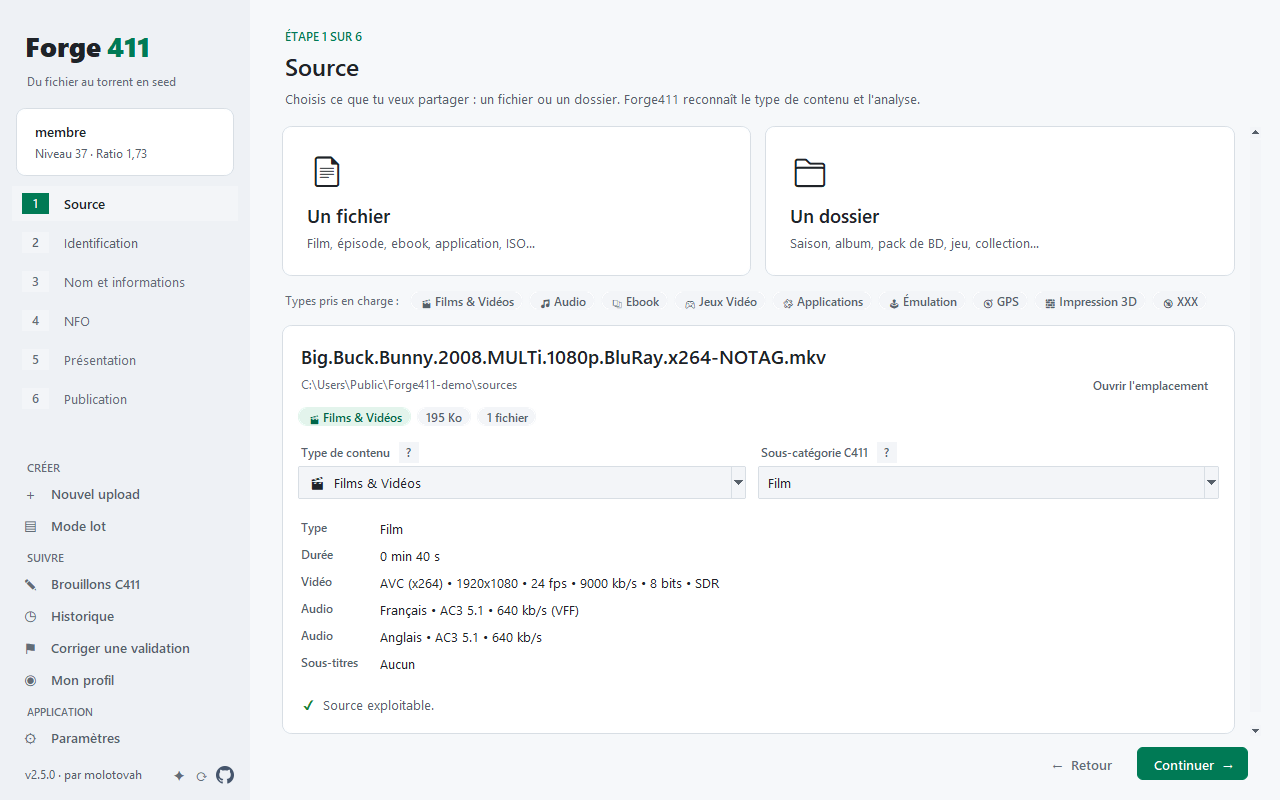 Forge 411
Du fichier au torrent en seed
membre
Niveau 37 · Ratio 1,73
1 Source
2 Identification
3 Nom et informations
4 NFO
5 Présentation
6 Publication
CRÉER
+ Nouvel upload
Mode lot
SUIVRE
Brouillons C411
Historique
Corriger une validation
Mon profil
APPLICATION
Paramètres
v2.5.0 · par molotovah
ÉTAPE 1 SUR 6
Source
Choisis ce que tu veux partager : un fichier ou un dossier. Forge411 reconnaît le type de contenu et l'analyse.
Un fichier
Film, épisode, ebook, application, ISO...
Un dossier
Saison, album, pack de BD, jeu, collection...
Types pris en charge : Films & Vidéos Audio Ebook Jeux Vidéo Applications Émulation GPS Impression 3D XXX
Big.Buck.Bunny.2008.MULTi.1080p.BluRay.x264-NOTAG.mkv
C:\Users\Public\Forge411-demo\sources
Ouvrir l'emplacement
Films & Vidéos 195 Ko 1 fichier
Type de contenu ? Sous-catégorie C411 ?
Films & Vidéos Film
Type Film
Durée 0 min 40 s
Vidéo AVC (x264) • 1920x1080 • 24 fps • 9000 kb/s • 8 bits • SDR
Audio Français • AC3 5.1 • 640 kb/s (VFF)
Audio Anglais • AC3 5.1 • 640 kb/s
Sous-titres Aucun
✓ Source exploitable.
← Retour Continuer →